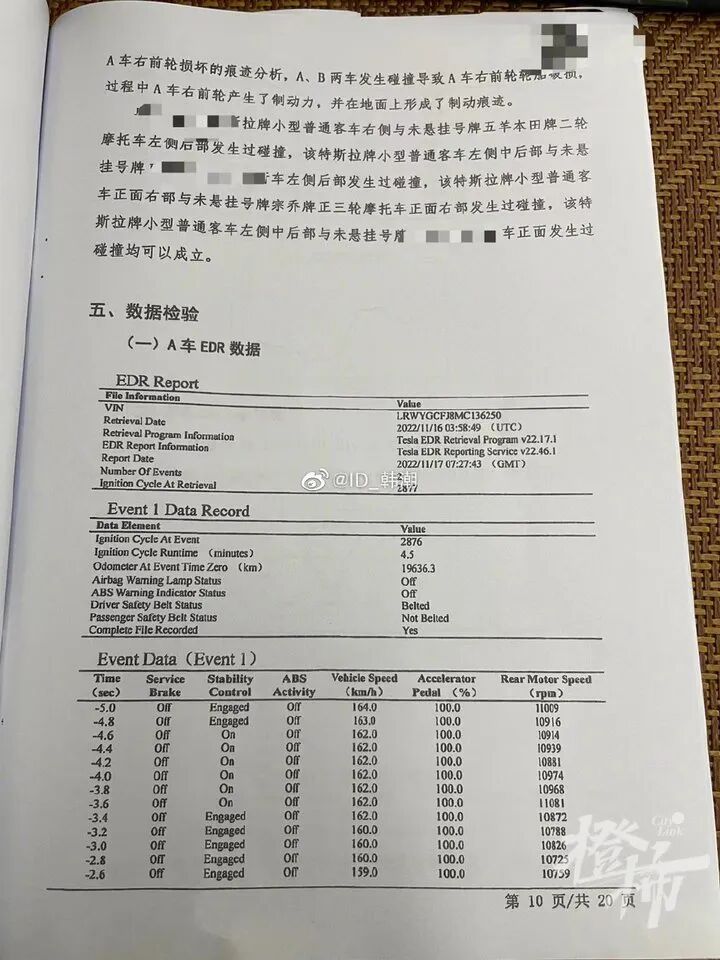 A车右前轮损坏的痕迹分析，A、B两车发生碰撞导致A车右前轮轮胎破损，
过程中A车右前轮产生了制动力，并在地面上形成了制动痕迹。
拉牌小型普通客车右侧与未悬挂号牌五羊本田牌二轮
摩托车左侧后部发生过碰撞，该特斯拉牌小型普通客车左侧中后部与未悬
挂号牌 车左侧后部发生过碰撞，该特斯拉牌小型普通客
车正面右部与未悬挂号牌宗乔牌正三轮摩托车正面右部发生过碰撞，该特
斯拉牌小型普通客车左侧中后部与未悬挂号 车正面发生过
碰撞均可以成立。
五、数据检验
（一）A车EDR数据
EDR Report
File Information Value
VIN LRWYGCFJ8MC136250
Retrieval Date 2022/11/16 03:58:49 (UTC)
Retrieval Program Information Tesla EDR Retrieval Program v22.17.1
EDR Report Information Tesla EDR Reporting Service v22.46.1
Report Date 2022/11/17 07:27:43 (GMT)
Number Of Events 2
Ignition Cycle At Retrieval 2877
@ID_韩潮
Event 1 Data Record
Data Element Value
Ignition Cycle At Event 2876
Ignition Cycle Runtime (minutes) 4.5
Odometer At Event Time Zero (km) 19636.3
Airbag Warning Lamp Status Off
ABS Warning Indicator Status Off
Driver Safety Belt Status Belted
Passenger Safety Belt Status Not Belted
Complete File Recorded Yes
Event Data (Event 1)
Time Service Stability ABS Vehicle Speed Accelerator Rear Motor Speed
(sec) Brake Control Activity (km/h) Pedal (%) (rpm)
-5.0 Off Engaged Off 164.0 100.0 11009
-4.8 Off Engaged Off 163.0 100.0 10916
-4.6 Off On Off 162.0 100.0 10914
-4.4 Off On Off 162.0 100.0 10939
-4.2 Off On Off 162.0 100.0 10881
-4.0 Off On Off 162.0 100.0 10974
-3.8 Off On Off 162.0 100.0 10968
-3.6 Off On Off 162.0 100.0 11081
-3.4 Off Engaged Off 162.0 100.0 10872
-3.2 Off Engaged Off 160.0 100.0 10788
-3.0 Off Engaged Off 160.0 100.0 10826
-2.8 Off Engaged Off 160.0 100.0 10725
-2.6 Off Engaged Off 159.0 100.0 10759
City Link
橙柿
第 10 页/共 20 页